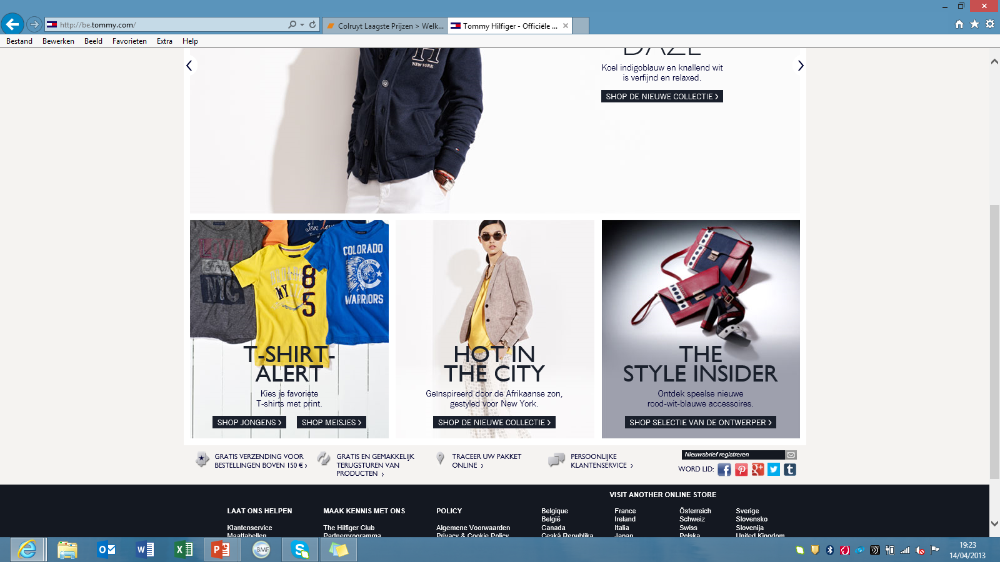 http://be.tommy.com/
Colruyt Laagste Prijzen > Welk...
Tommy Hilfiger - Officiële ...
Bestand Bewerken Beeld Favorieten Extra Help
DAZE
Koel indigoblauw en knallend wit
is verfijnd en relaxed.
SHOP DE NIEUWE COLLECTIE >
H
NEW YORK
COLORADO
WARRIORS
MY
85
T-SHIRT-
ALERT
Kies je favoriete
T-shirts met print.
SHOP JONGENS > SHOP MEISJES >
HOT IN
THE CITY
Geïnspireerd door de Afrikaanse zon,
gestyled voor New York.
SHOP DE NIEUWE COLLECTIE >
THE
STYLE INSIDER
Ontdek speelse nieuwe
rood-wit-blauwe accessoires.
SHOP SELECTIE VAN DE ONTWERPER >
GRATIS VERZENDING VOOR
BESTELLINGEN BOVEN 150 € >
GRATIS EN GEMAKKELIJK
TERUGSTUREN VAN
PRODUCTEN >
TRACEER UW PAKKET
ONLINE >
PERSOONLIJKE
KLANTENSERVICE >
Nieuwsbrief registreren
WORD LID:
VISIT ANOTHER ONLINE STORE
LAAT ONS HELPEN
Klantenservice
Maattabellen
MAAK KENNIS MET ONS
The Hilfiger Club
Partnerprogramma
POLICY
Algemene Voorwaarden
Privacy & Cookie Policy
Belgique
België
Canada
Česká Republika
France
Ireland
Italia
Japan
Österreich
Schweiz
Swiss
Polska
Sverige
Slovensko
Slovenija
United Kingdom
BMF
19:23
14/04/2013